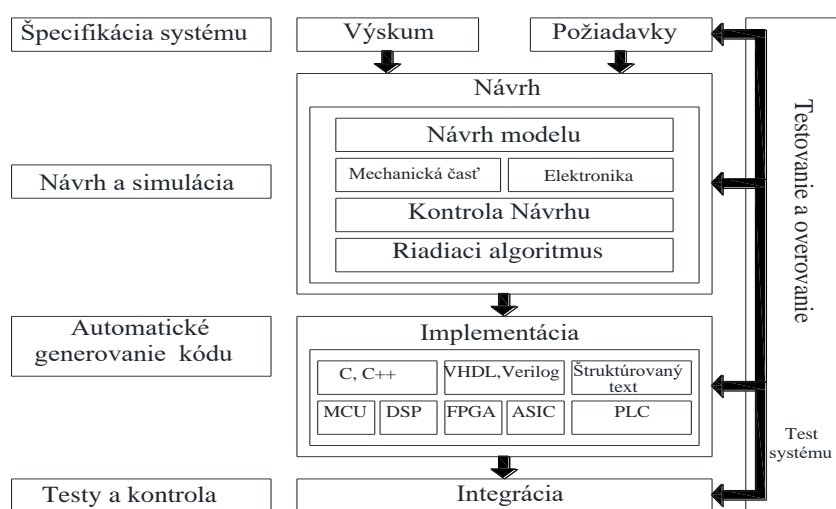 Špecifikácia systému
Výskum
Požiadavky
Návrh
Návrh modelu
Mechanická časť
Elektronika
Kontrola Návrhu
Riadiaci algoritmus
Návrh a simulácia
Automatické
generovanie kódu
Implementácia
C, C++
VHDL,Verilog
Štruktúrovaný
text
MCU
DSP
FPGA
ASIC
PLC
Testy a kontrola
Integrácia
Testovanie a overovanie
Test
systému